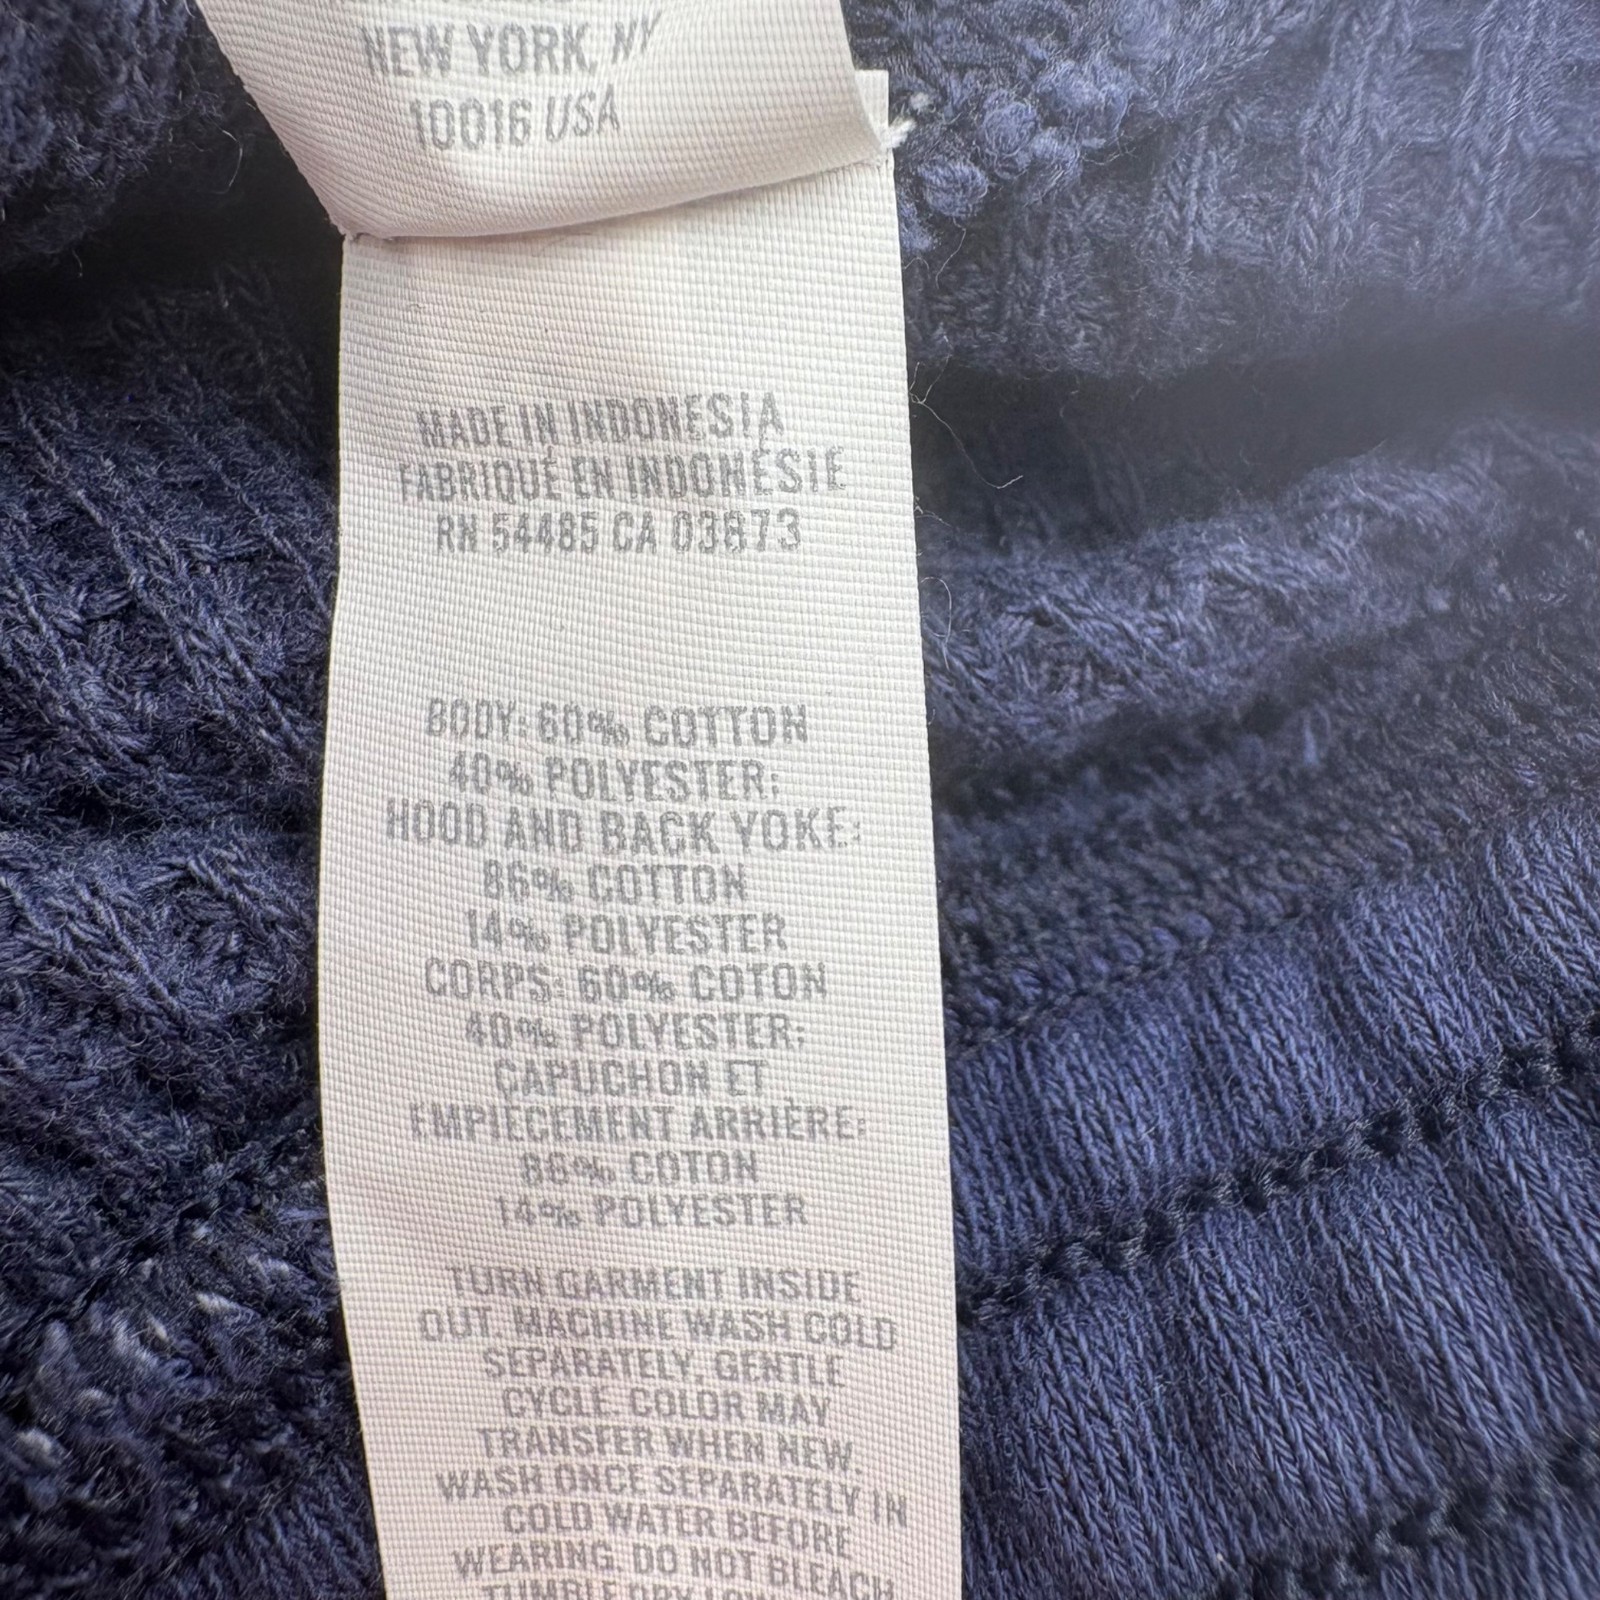 NEW YORK, NY
10016 USA
MADE IN INDONESIA
FABRIQUÉ EN INDONÉSIE
RN 54485 CA 03873
BODY: 60% COTTON
40% POLYESTER;
HOOD AND BACK YOKE:
86% COTTON
14% POLYESTER
CORPS: 60% COTON
40% POLYESTER;
CAPUCHON ET
EMPIÈCEMENT ARRIÈRE:
86% COTON
14% POLYESTER
TURN GARMENT INSIDE
OUT. MACHINE WASH COLD
SEPARATELY, GENTLE
CYCLE. COLOR MAY
TRANSFER WHEN NEW.
WASH ONCE SEPARATELY IN
COLD WATER BEFORE
WEARING. DO NOT BLEACH
TUMBLE DRY LOW